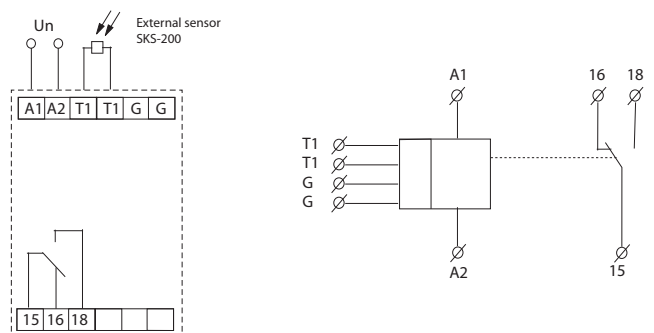 Un
External sensor
SKS-200
A1 A2 T1 T1 G G
15 16 18
A1
16 18
T1
T1
G
G
A2
15